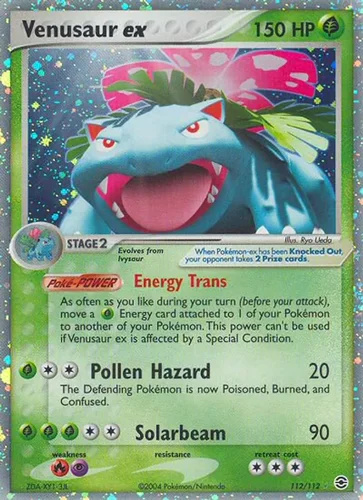 Venusaur ex 150 HP
Illus. Ryo Ueda
STAGE2
Evolves from
Ivysaur
When Pokémon-ex has been Knocked Out,
your opponent takes 2 Prize cards.
Poké-POWER Energy Trans
As often as you like during your turn (before your attack),
move a Energy card attached to 1 of your Pokémon
to another of your Pokémon. This power can't be used
if Venusaur ex is affected by a Special Condition.
Pollen Hazard 20
The Defending Pokémon is now Poisoned, Burned, and
Confused.
Solarbeam 90
weakness resistance retreat cost
ZDA-XY1-3JL ©2004 Pokémon/Nintendo 112/112